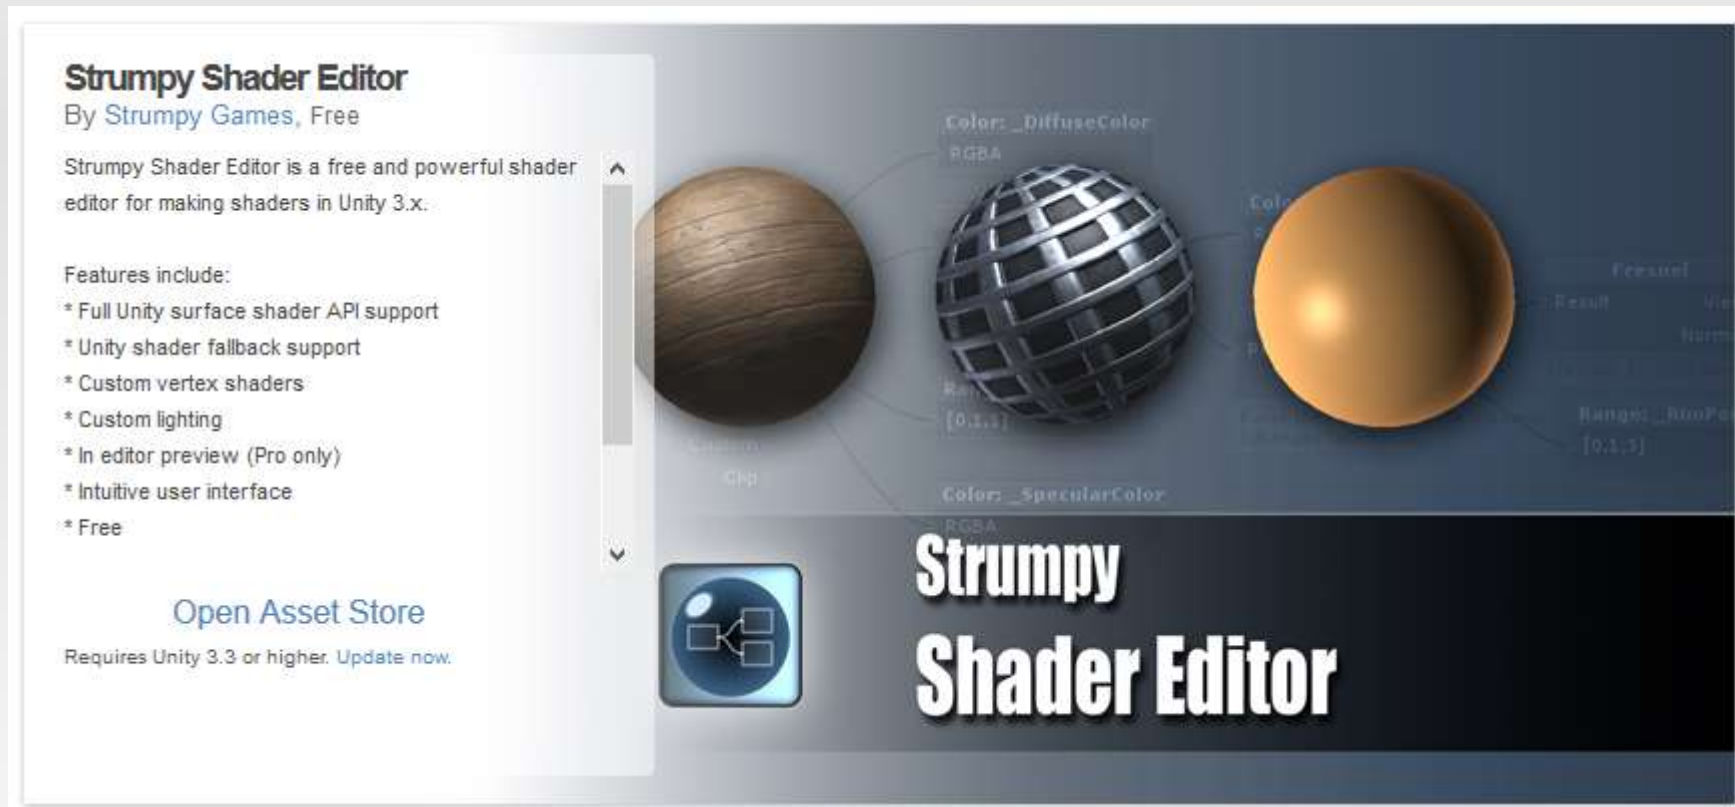 Strumpy Shader Editor
By Strumpy Games, Free
Strumpy Shader Editor is a free and powerful shader
editor for making shaders in Unity 3.x.
Features include:
* Full Unity surface shader API support
* Unity shader fallback support
* Custom vertex shaders
* Custom lighting
* In editor preview (Pro only)
* Intuitive user interface
* Free
Open Asset Store
Requires Unity 3.3 or higher. Update now.
Color: _DiffuseColor
RGBA
Fresnel
Result
[0,1,1]
[0,1,5]
Clip
Color: _SpecularColor
RGBA
Strumpy
Shader Editor